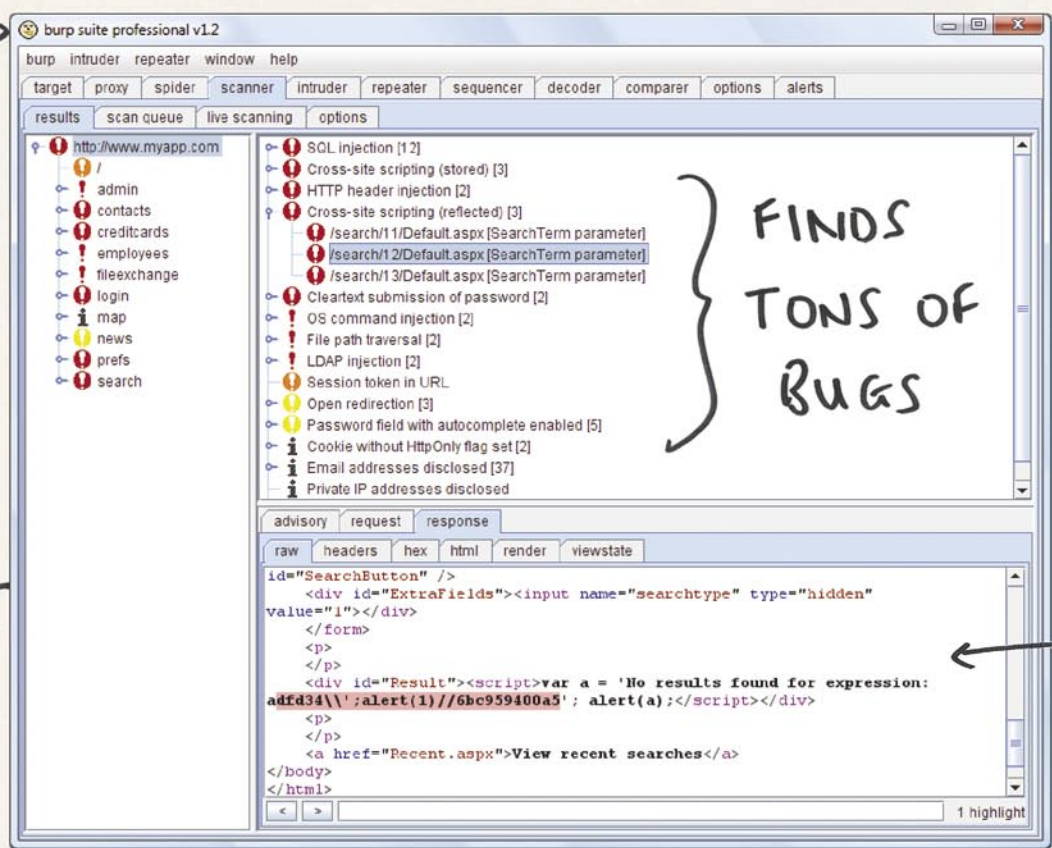 burp suite professional v1.2
burp intruder repeater window help
target proxy spider scanner intruder repeater sequencer decoder comparer options alerts
results scan queue live scanning options
http://www.myapp.com
/
admin
contacts
creditcards
employees
fileexchange
login
map
news
prefs
search
SQL injection [12]
Cross-site scripting (stored) [3]
HTTP header injection [2]
Cross-site scripting (reflected) [3]
/search/11/Default.aspx [SearchTerm parameter]
/search/12/Default.aspx [SearchTerm parameter]
/search/13/Default.aspx [SearchTerm parameter]
Cleartext submission of password [2]
OS command injection [2]
File path traversal [2]
LDAP injection [2]
Session token in URL
Open redirection [3]
Password field with autocomplete enabled [5]
Cookie without HttpOnly flag set [2]
Email addresses disclosed [37]
Private IP addresses disclosed
FINDS
TONS OF
BUGS
advisory request response
raw headers hex html render viewstate
id="SearchButton" />
<div id="ExtraFields"><input name="searchtype" type="hidden"
value="1"></div>
</form>
<p>
</p>
<div id="Result"><script>var a = 'No results found for expression:
adfd34\\';alert(1)//6bc959400a5'; alert(a);</script></div>
<p>
</p>
<a href="Recent.aspx">View recent searches</a>
</body>
</html>
< > 1 highlight